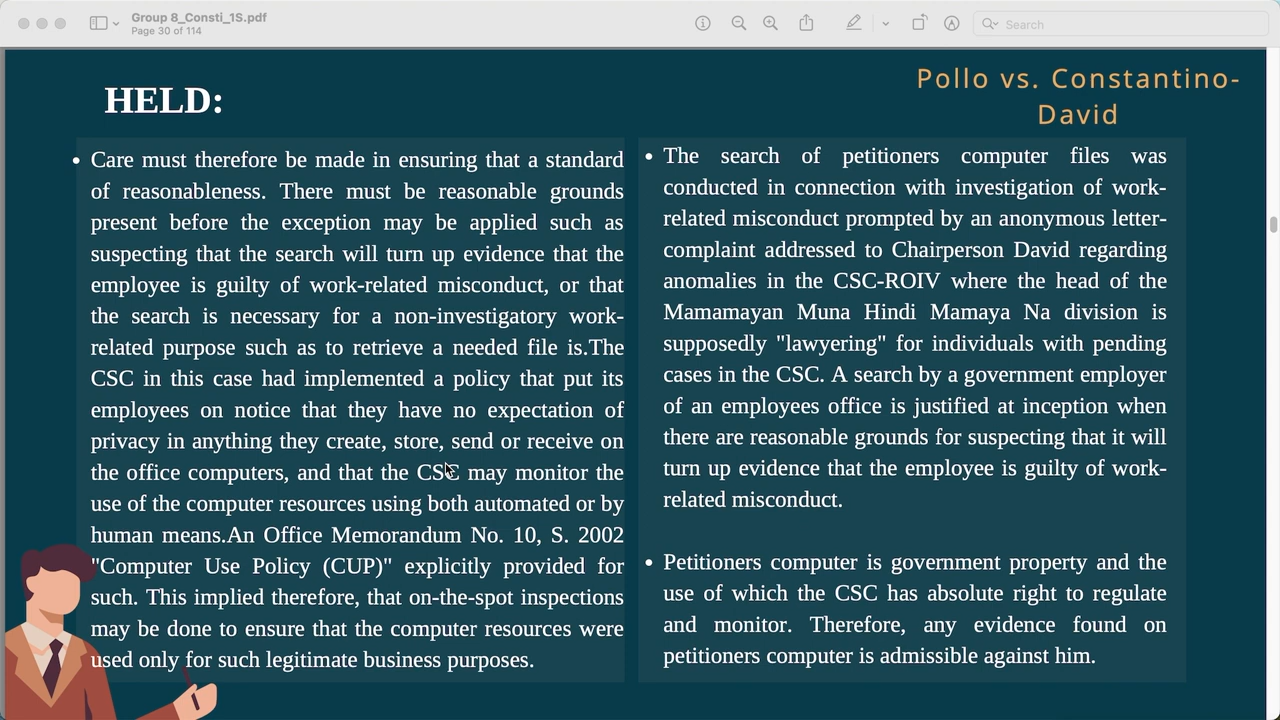 Group 8_Consti_1S.pdf
Page 30 of 114
Search
HELD:
Pollo vs. Constantino-
David
• Care must therefore be made in ensuring that a standard
of reasonableness. There must be reasonable grounds
present before the exception may be applied such as
suspecting that the search will turn up evidence that the
employee is guilty of work-related misconduct, or that
the search is necessary for a non-investigatory work-
related purpose such as to retrieve a needed file is.The
CSC in this case had implemented a policy that put its
employees on notice that they have no expectation of
privacy in anything they create, store, send or receive on
the office computers, and that the CSC may monitor the
use of the computer resources using both automated or by
human means.An Office Memorandum No. 10, S. 2002
"Computer Use Policy (CUP)" explicitly provided for
such. This implied therefore, that on-the-spot inspections
may be done to ensure that the computer resources were
used only for such legitimate business purposes.
• The search of petitioners computer files was
conducted in connection with investigation of work-
related misconduct prompted by an anonymous letter-
complaint addressed to Chairperson David regarding
anomalies in the CSC-ROIV where the head of the
Mamamayan Muna Hindi Mamaya Na division is
supposedly "lawyering" for individuals with pending
cases in the CSC. A search by a government employer
of an employees office is justified at inception when
there are reasonable grounds for suspecting that it will
turn up evidence that the employee is guilty of work-
related misconduct.
• Petitioners computer is government property and the
use of which the CSC has absolute right to regulate
and monitor. Therefore, any evidence found on
petitioners computer is admissible against him.